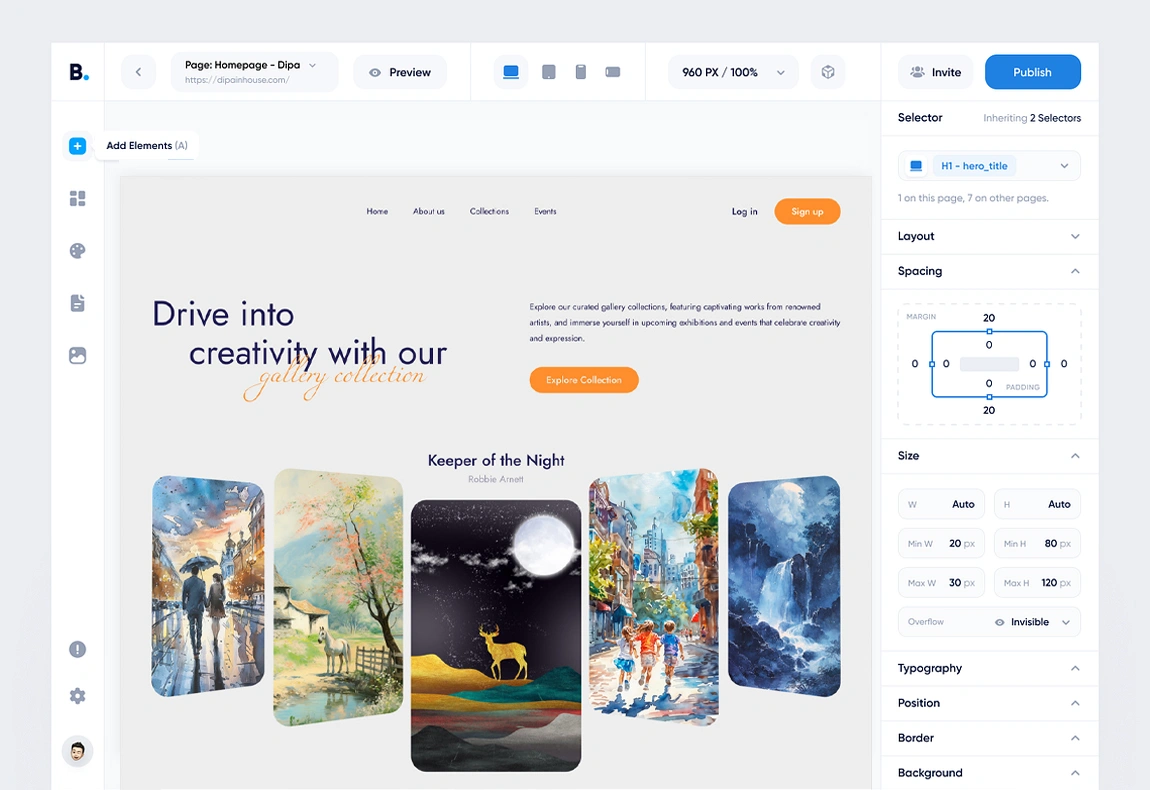 B.
Page: Homepage - Dipa
https://dipainhouse.com/
Preview
960 PX / 100%
Invite
Publish
Add Elements (A)
Home
About us
Collections
Events
Log in
Sign up
Drive into
creativity with our
gallery collection
Explore our curated gallery collections, featuring captivating works from renowned
artists, and immerse yourself in upcoming exhibitions and events that celebrate creativity
and expression.
Explore Collection
Keeper of the Night
Robbie Arnett
Selector
Inheriting 2 Selectors
H1 - hero_title
1 on this page, 7 on other pages.
Layout
Spacing
MARGIN
20
0
0 0 0 0
0
PADDING
20
Size
W Auto
H Auto
Min W 20 px
Min H 80 px
Max W 30 px
Max H 120 px
Overflow Invisible
Typography
Position
Border
Background